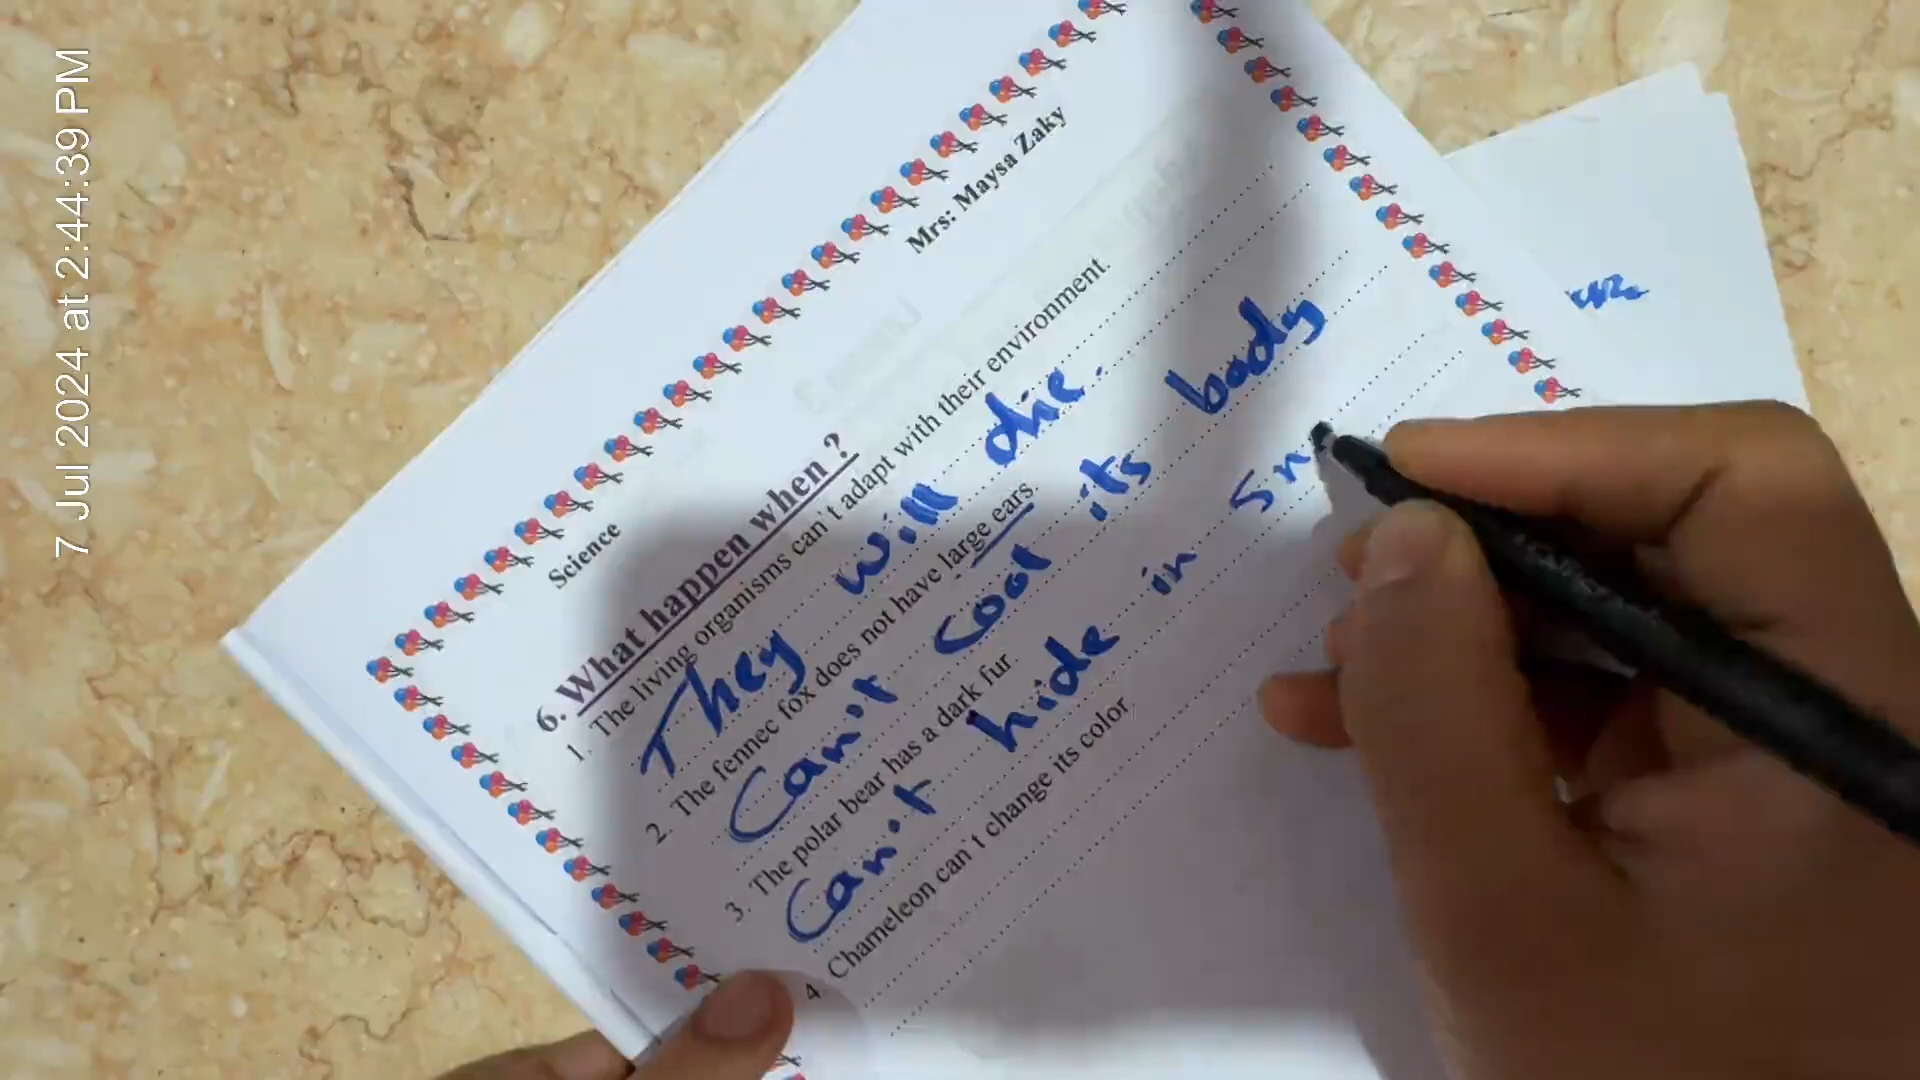 7 Jul 2024 at 2:44:39 PM
Science
Mrs: Maysa Zaky
6. What happen when ?
1. The living organisms can`t adapt with their environment.
They will die.
2. The fennec fox does not have large ears.
Can't cool its body
3. The polar bear has a dark fur
Can't hide in sn
4. Chameleon can`t change its color